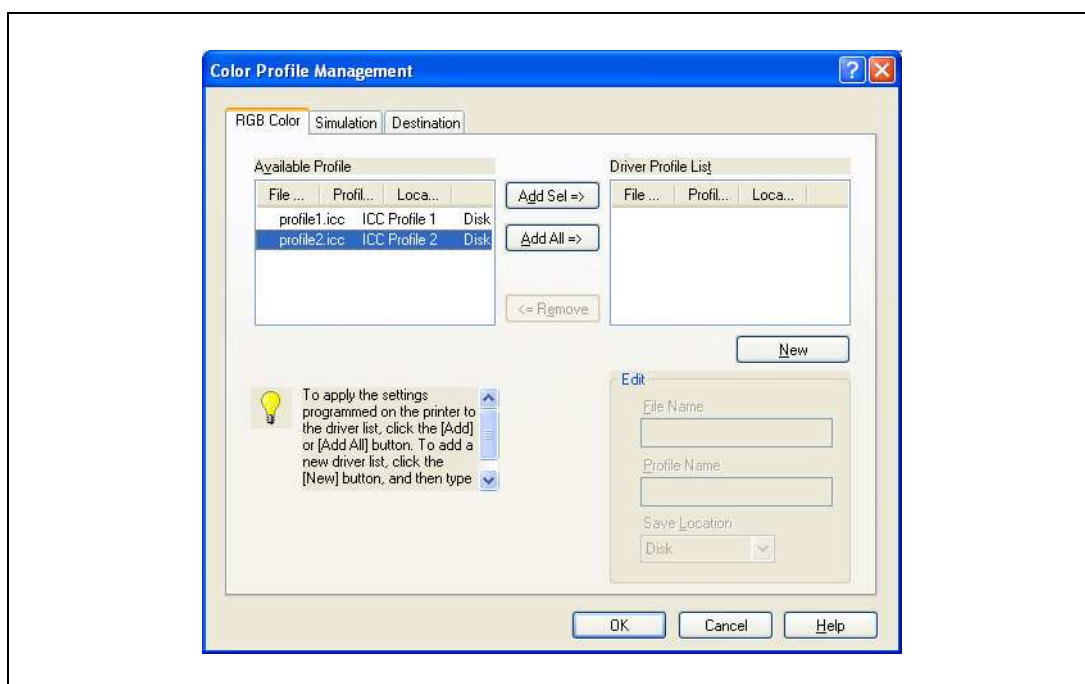 Color Profile Management
RGB Color Simulation Destination
Available Profile
File ... Profil... Loca...
profile1.icc ICC Profile 1 Disk
profile2.icc ICC Profile 2 Disk
Add Sel =>
Add All =>
<= Remove
Driver Profile List
File ... Profil... Loca...
New
To apply the settings
programmed on the printer to
the driver list, click the [Add]
or [Add All] button. To add a
new driver list, click the
[New] button, and then type
Edit
File Name
Profile Name
Save Location
Disk
OK Cancel Help